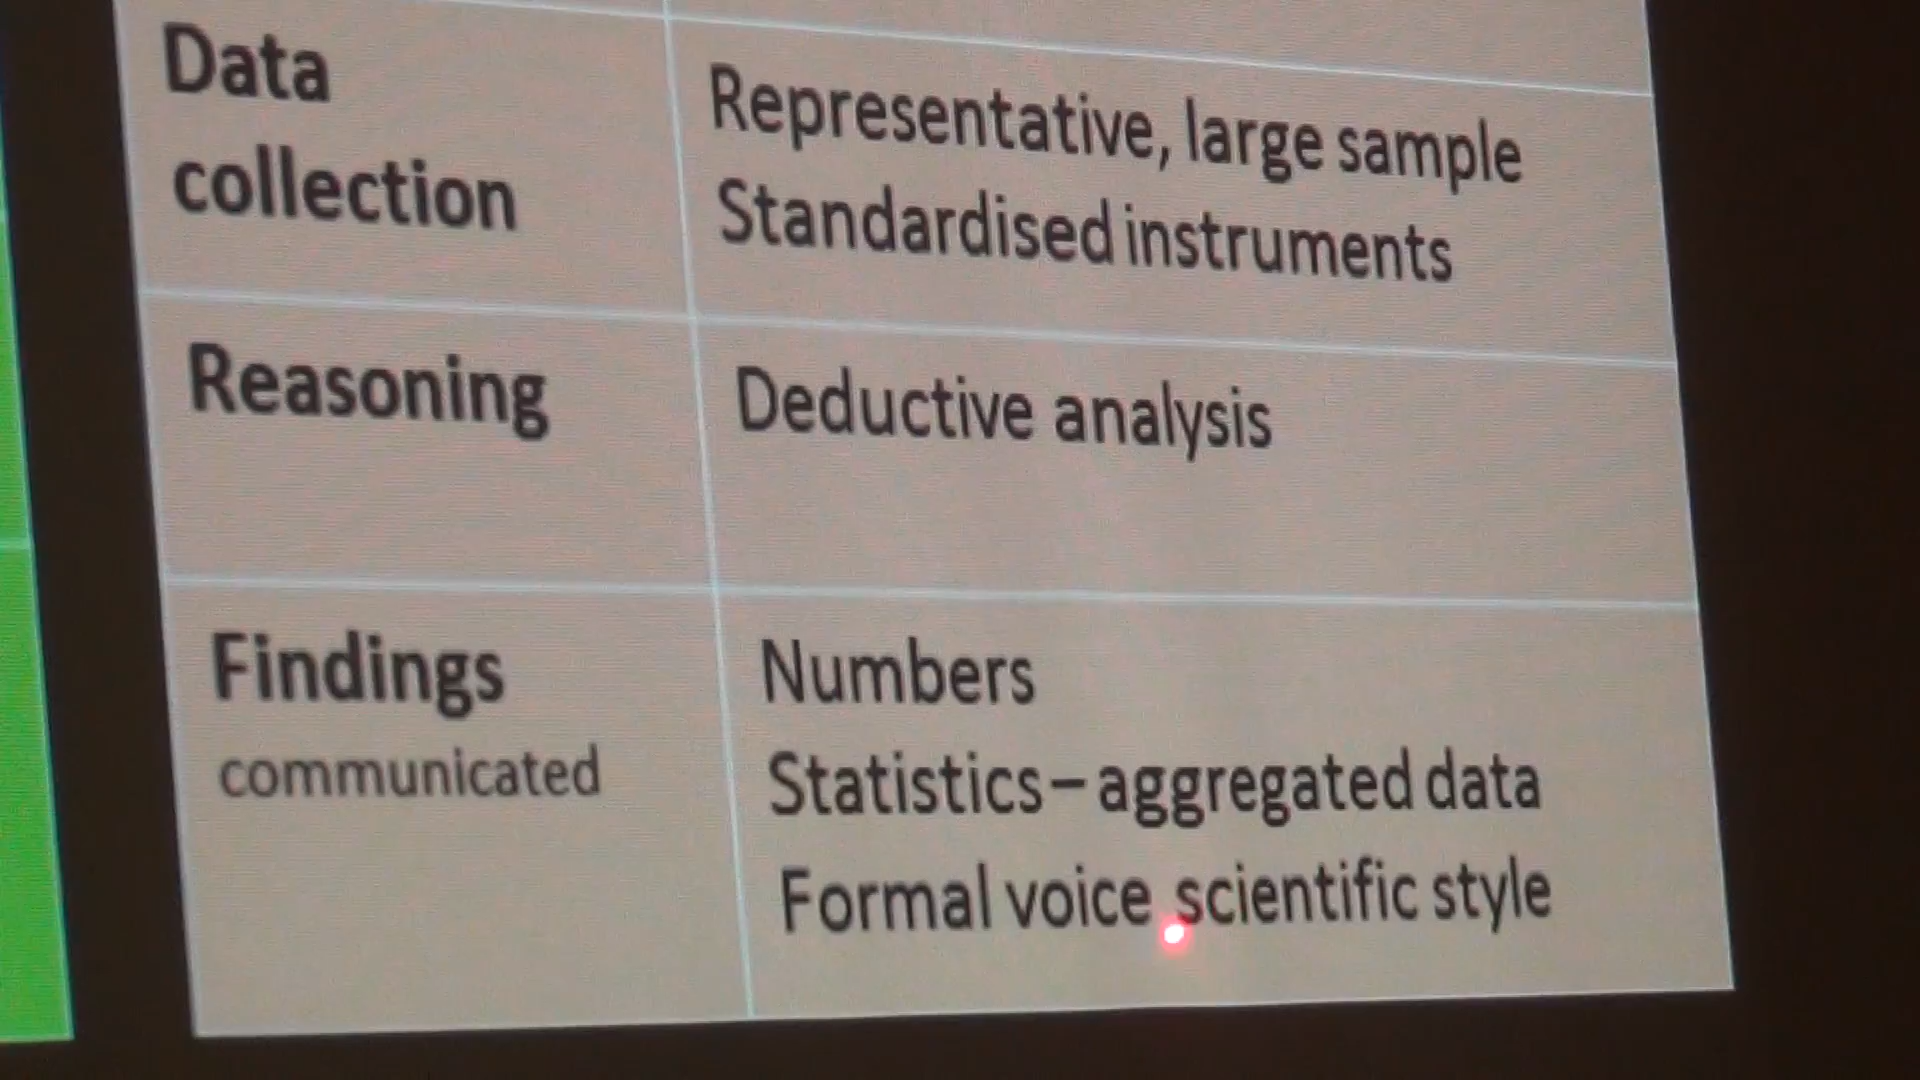 Data
collection
Representative, large sample
Standardised instruments
Reasoning
Deductive analysis
Findings
communicated
Numbers
Statistics – aggregated data
Formal voice scientific style